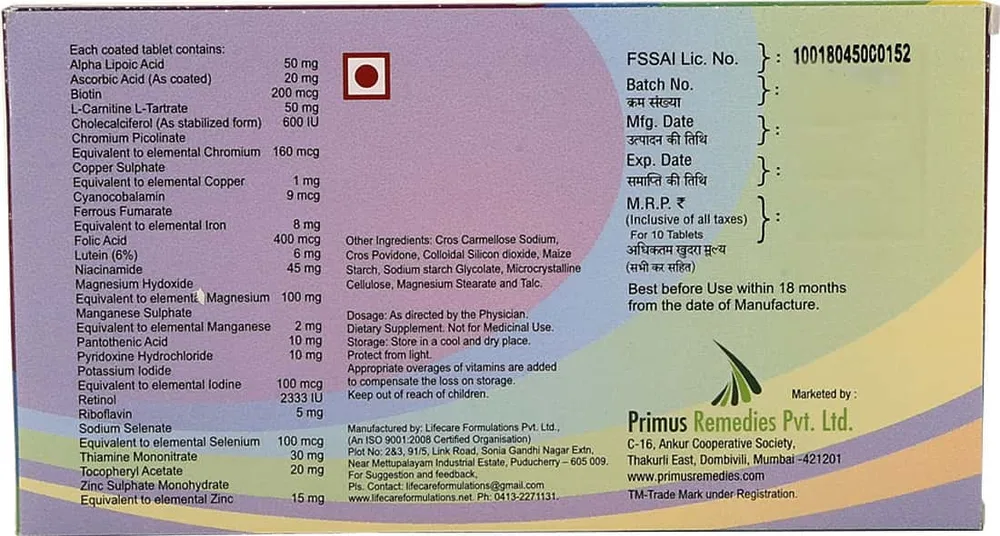 Each coated tablet contains:
Alpha Lipoic Acid 50 mg
Ascorbic Acid (As coated) 20 mg
Biotin 200 mcg
L-Carnitine L-Tartrate 50 mg
Cholecalciferol (As stabilized form) 600 IU
Chromium Picolinate
Equivalent to elemental Chromium 160 mcg
Copper Sulphate
Equivalent to elemental Copper 1 mg
Cyanocobalamin 9 mcg
Ferrous Fumarate
Equivalent to elemental Iron 8 mg
Folic Acid 400 mcg
Lutein (6%) 6 mg
Niacinamide 45 mg
Magnesium Hydoxide
Equivalent to elemental Magnesium 100 mg
Manganese Sulphate
Equivalent to elemental Manganese 2 mg
Pantothenic Acid 10 mg
Pyridoxine Hydrochloride 10 mg
Potassium Iodide
Equivalent to elemental Iodine 100 mcg
Retinol 2333 IU
Riboflavin 5 mg
Sodium Selenate
Equivalent to elemental Selenium 100 mcg
Thiamine Mononitrate 30 mg
Tocopheryl Acetate 20 mg
Zinc Sulphate Monohydrate
Equivalent to elemental Zinc 15 mg
Other Ingredients: Cros Carmellose Sodium,
Cros Povidone, Colloidal Silicon dioxide, Maize
Starch, Sodium starch Glycolate, Microcrystalline
Cellulose, Magnesium Stearate and Talc.
Dosage: As directed by the Physician.
Dietary Supplement. Not for Medicinal Use.
Storage: Store in a cool and dry place.
Protect from light.
Appropriate overages of vitamins are added
to compensate the loss on storage.
Keep out of reach of children.
Manufactured by: Lifecare Formulations Pvt. Ltd.,
(An ISO 9001:2008 Certified Organisation)
Plot No: 2&3, 91/5, Link Road, Sonia Gandhi Nagar Extn,
Near Mettupalayam Industrial Estate, Puducherry – 605 009.
For Suggestion and feedback,
Pls. Contact: lifecareformulations@gmail.com
www.lifecareformulations.net Ph: 0413-2271131.
FSSAI Lic. No. } : 10018045000152
Batch No. } :
क्रम संख्या
Mfg. Date } :
उत्पादन की तिथि
Exp. Date } :
समाप्ति की तिथि
M.R.P. ₹ } :
(Inclusive of all taxes)
For 10 Tablets
अधिकतम खुदरा मूल्य
(सभी कर सहित)
Best before Use within 18 months
from the date of Manufacture.
Marketed by :
Primus Remedies Pvt. Ltd.
C-16, Ankur Cooperative Society,
Thakurli East, Dombivili, Mumbai -421201
www.primusremedies.com
TM-Trade Mark under Registration.